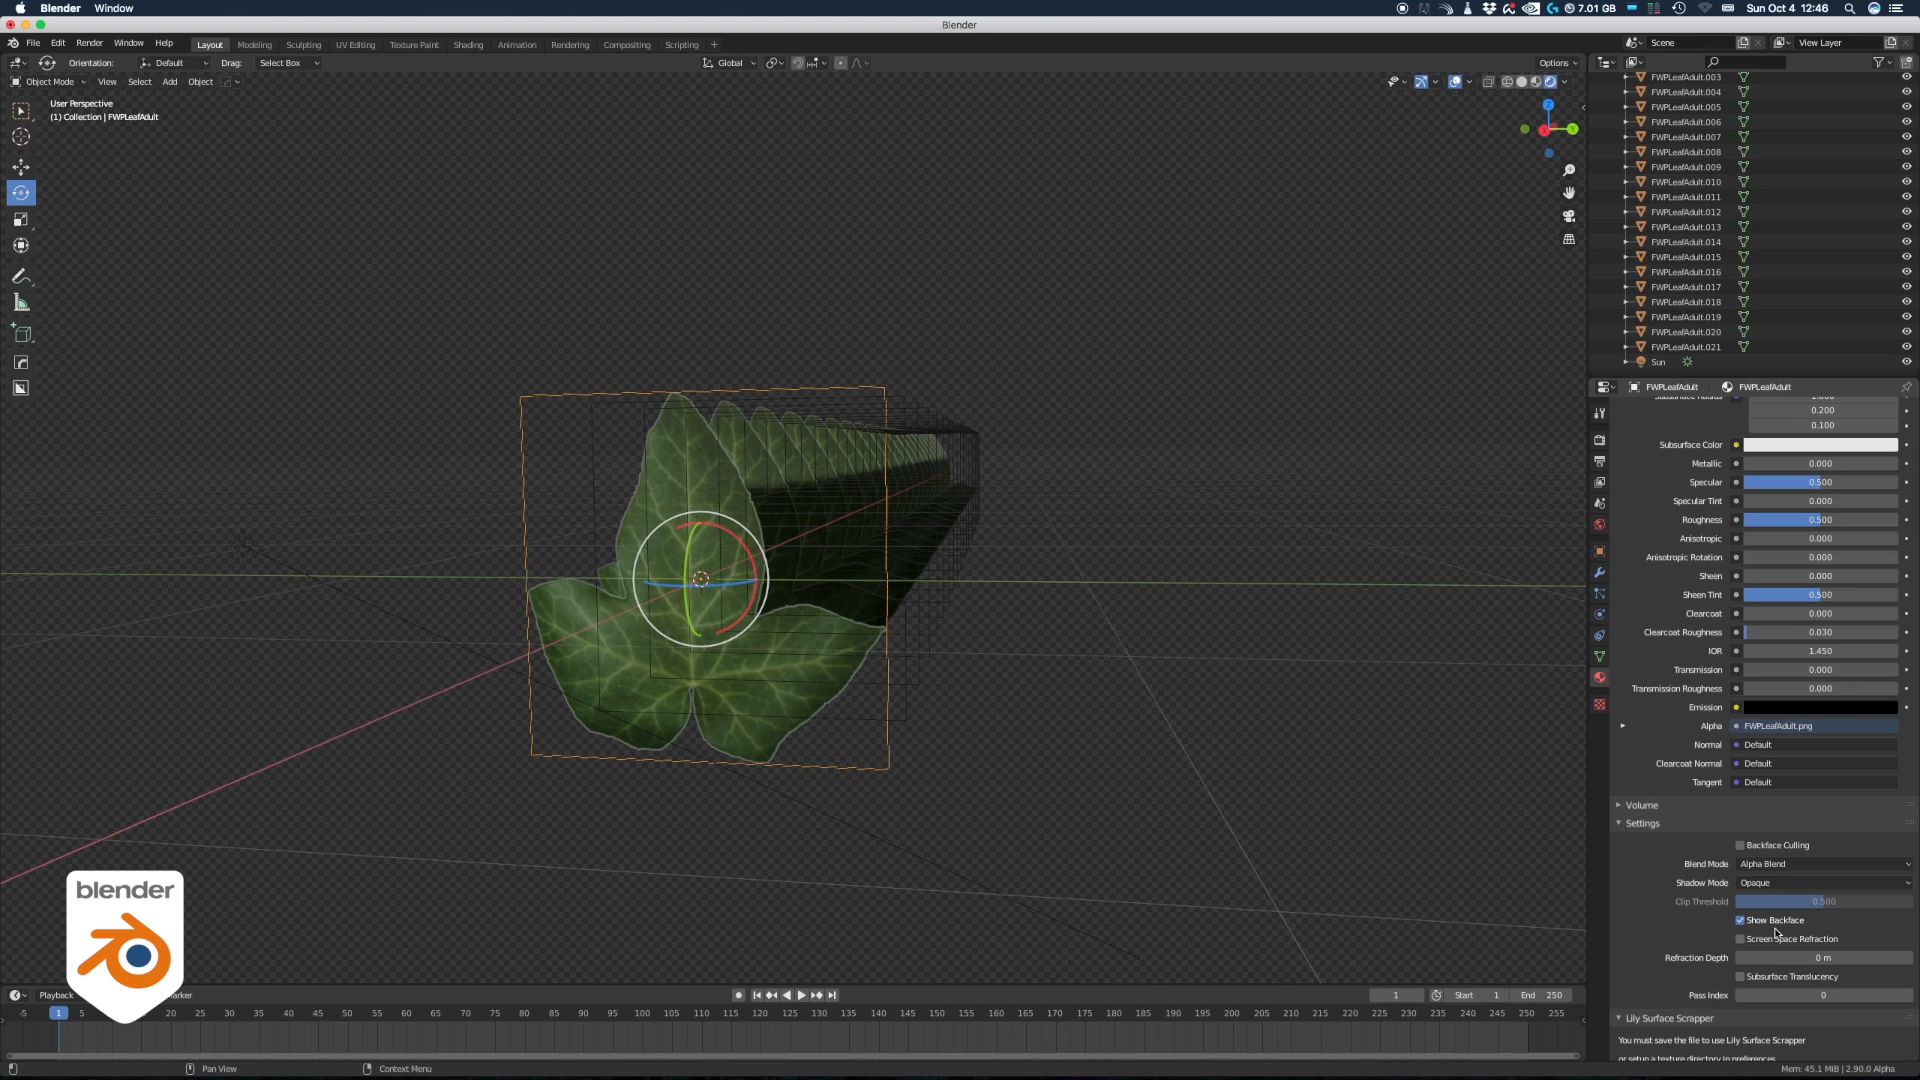 Blender Window
7.01 GB Sun Oct 4 12:46
Blender
File Edit Render Window Help Layout Modeling Sculpting UV Editing Texture Paint Shading Animation Rendering Compositing Scripting +
Scene View Layer
Orientation: Default Drag: Select Box Global Options
Object Mode View Select Add Object
User Perspective
(1) Collection | FWPLeafAdult
FWPLeafAdult.003
FWPLeafAdult.004
FWPLeafAdult.005
FWPLeafAdult.006
FWPLeafAdult.007
FWPLeafAdult.008
FWPLeafAdult.009
FWPLeafAdult.010
FWPLeafAdult.011
FWPLeafAdult.012
FWPLeafAdult.013
FWPLeafAdult.014
FWPLeafAdult.015
FWPLeafAdult.016
FWPLeafAdult.017
FWPLeafAdult.018
FWPLeafAdult.019
FWPLeafAdult.020
FWPLeafAdult.021
Sun
FWPLeafAdult FWPLeafAdult
0.200
0.100
Subsurface Color
Metallic 0.000
Specular 0.500
Specular Tint 0.000
Roughness 0.500
Anisotropic 0.000
Anisotropic Rotation 0.000
Sheen 0.000
Sheen Tint 0.500
Clearcoat 0.000
Clearcoat Roughness 0.030
IOR 1.450
Transmission 0.000
Transmission Roughness 0.000
Emission
Alpha FWPLeafAdult.png
Normal Default
Clearcoat Normal Default
Tangent Default
Volume
Settings
Backface Culling
Blend Mode Alpha Blend
Shadow Mode Opaque
Clip Threshold 0.500
Show Backface
Screen Space Refraction
Refraction Depth 0 m
Subsurface Translucency
Pass Index 0
Lily Surface Scrapper
You must save the file to use Lily Surface Scrapper
or setup a texture directory in preferences
blender
Playback arker 1 Start 1 End 250
-5 1 5 20 25 30 35 40 45 50 55 60 65 70 75 80 85 90 95 100 105 110 115 120 125 130 135 140 145 150 155 160 165 170 175 180 185 190 195 200 205 210 215 220 225 230 235 240 245 250 255
Pan View Context Menu Mem: 45.1 MiB | 2.90.0 Alpha